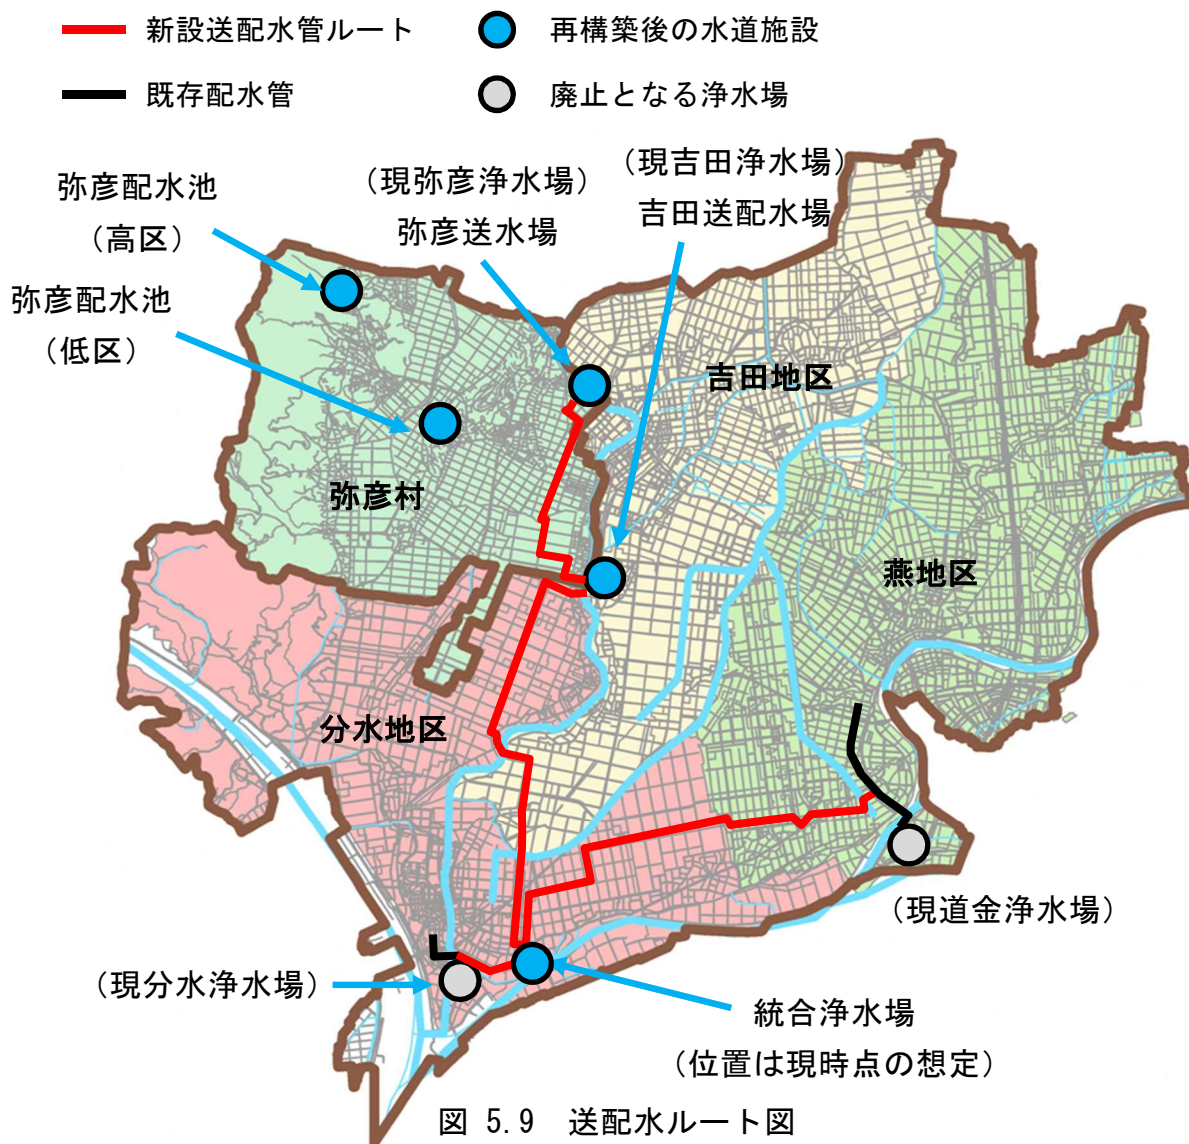 新設送配水管ルート
再構築後の水道施設
既存配水管
廃止となる浄水場
弥彦配水池
（高区）
（現弥彦浄水場）
弥彦送水場
（現吉田浄水場）
吉田送配水場
弥彦配水池
（低区）
吉田地区
弥彦村
燕地区
分水地区
（現道金浄水場）
（現分水浄水場）
統合浄水場
（位置は現時点の想定）
図 5.9　送配水ルート図